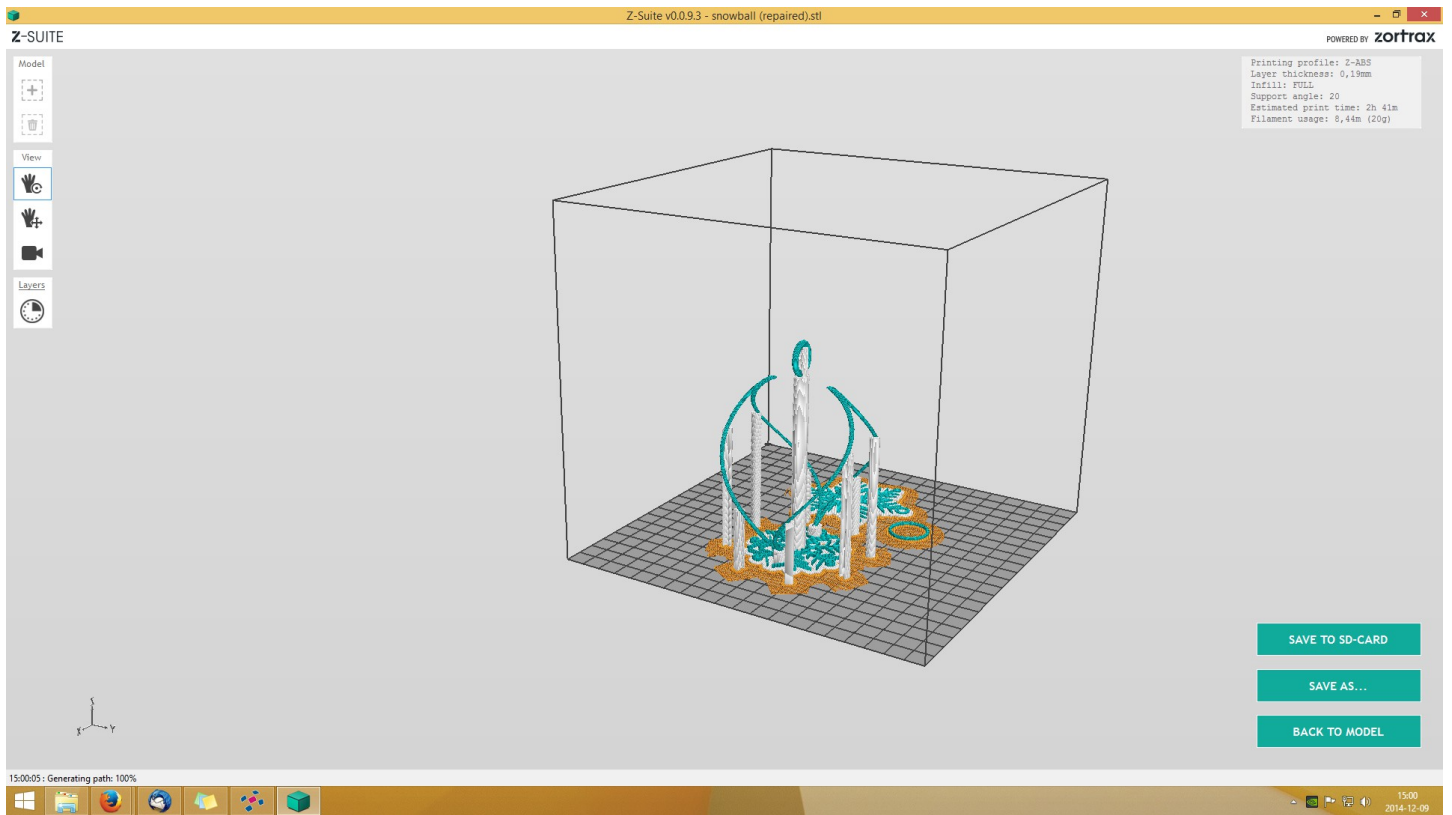 Z-Suite v0.0.9.3 - snowball (repaired).stl
Z-SUITE
POWERED BY zortrax
Model
Printing profile: Z-ABS
Layer thickness: 0,19mm
Infill: FULL
Support angle: 20
Estimated print time: 2h 41m
Filament usage: 8,44m (20g)
View
Layers
SAVE TO SD-CARD
SAVE AS...
BACK TO MODEL
Z
X
Y
15:00:05 : Generating path: 100%
15:00
2014-12-09